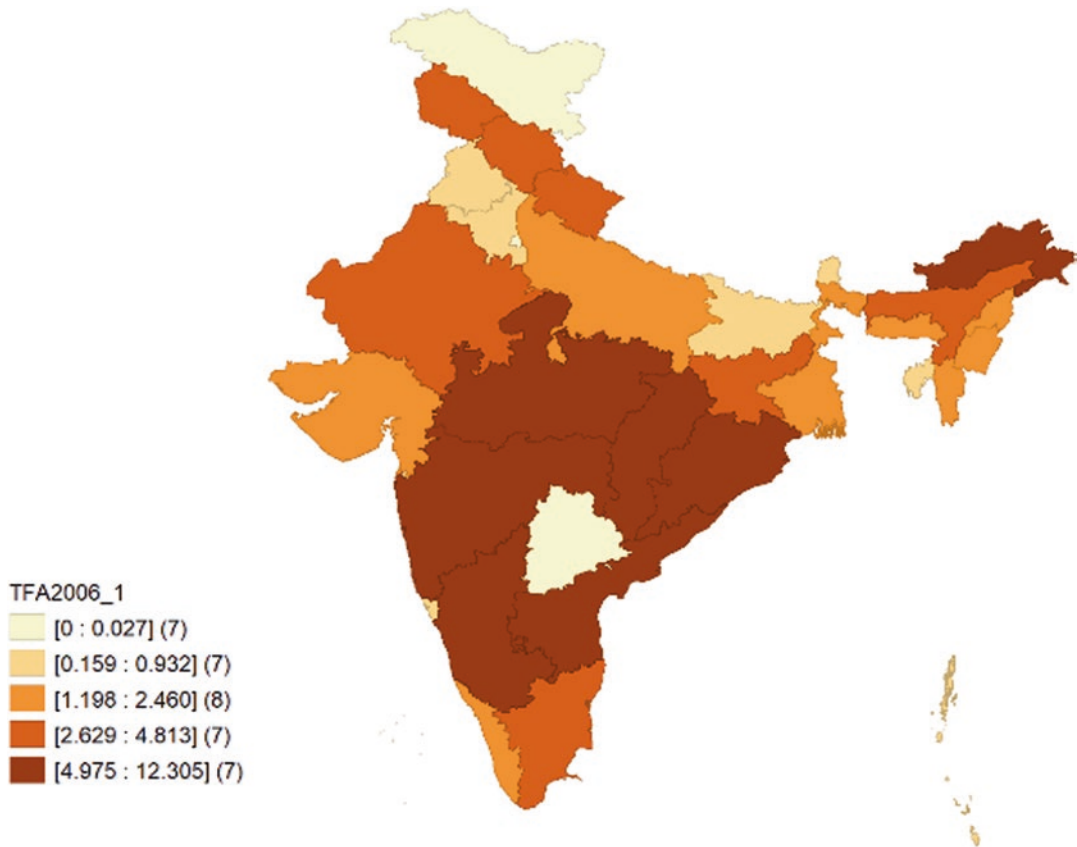 TFA2006_1
[0 : 0.027] (7)
[0.159 : 0.932] (7)
[1.198 : 2.460] (8)
[2.629 : 4.813] (7)
[4.975 : 12.305] (7)